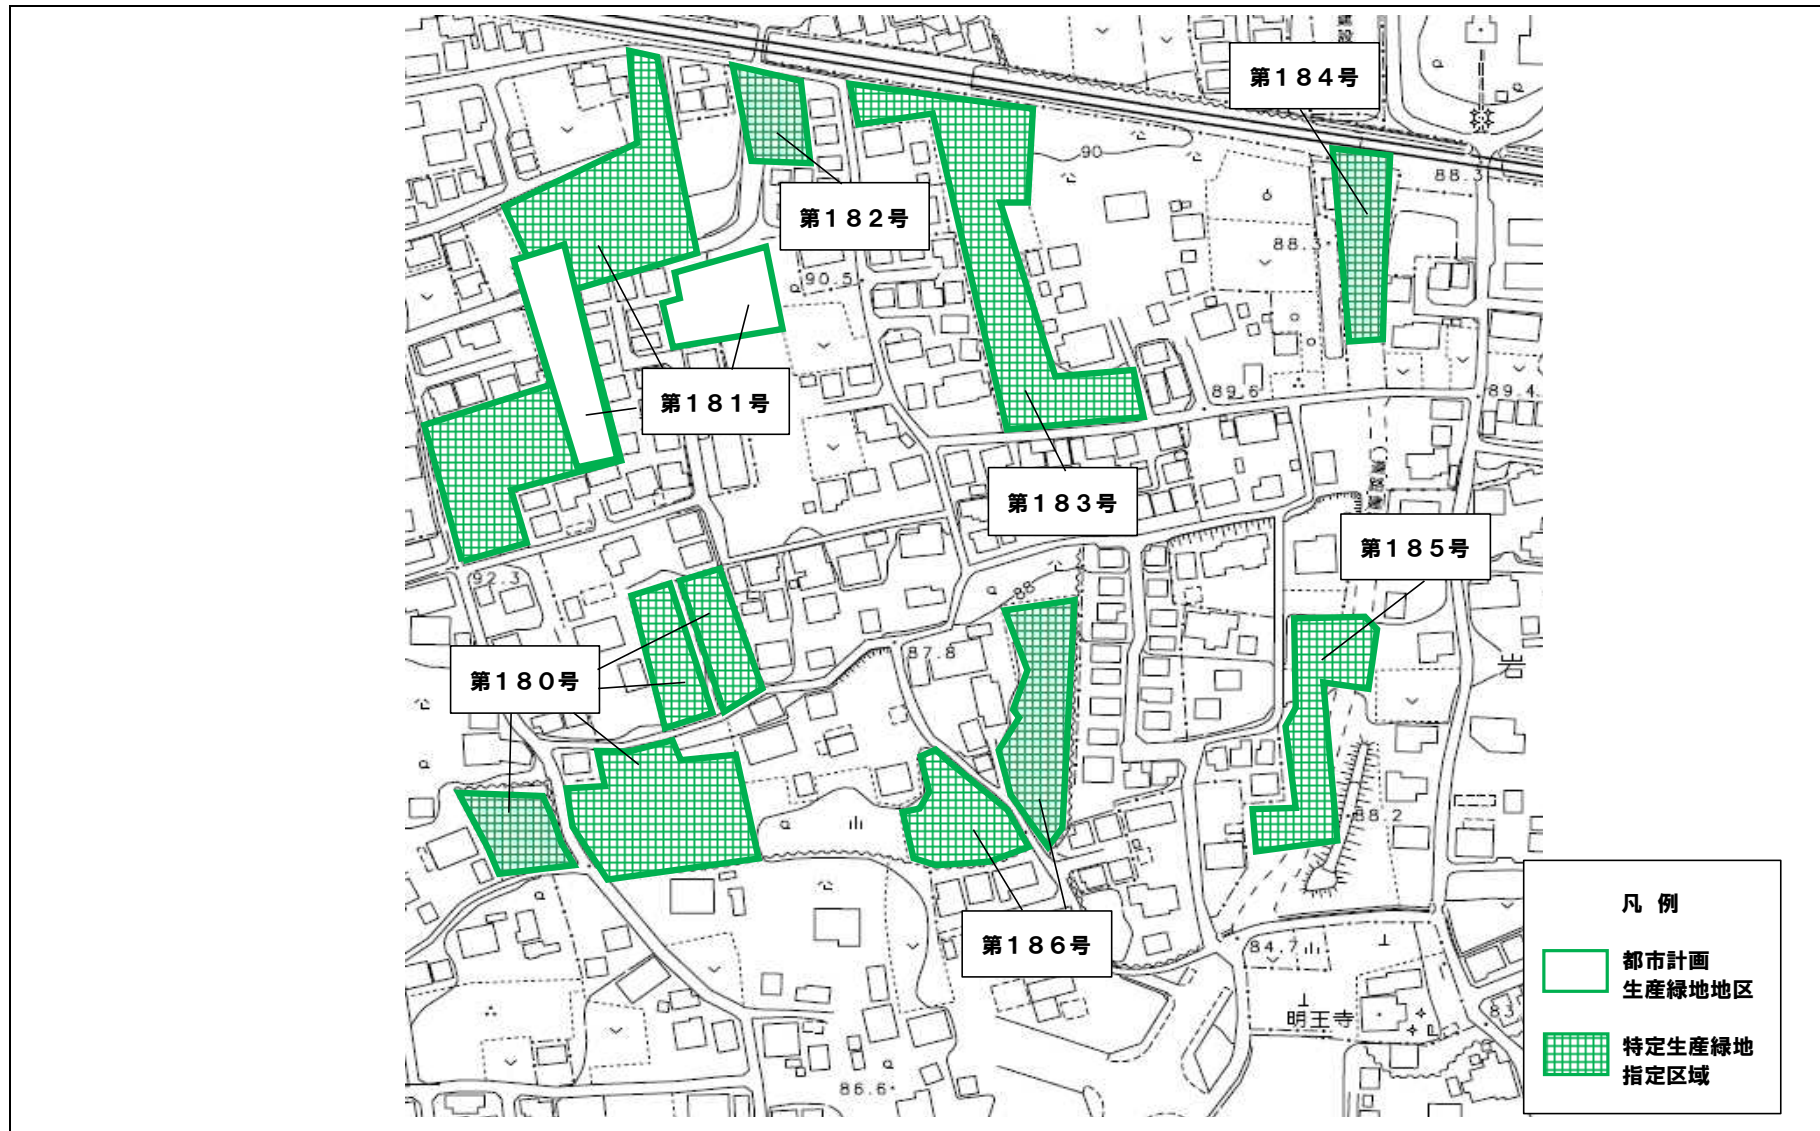 第１８４号
90
88.3
第１８２号
88.3
90.5
第１８１号
89.6
89.4
第１８３号
第１８５号
92.3
88
87.8
岩
第１８０号
88.2
凡 例
第１８６号
84.7
都市計画
生産緑地地区
明王寺
83
特定生産緑地
指定区域
86.6